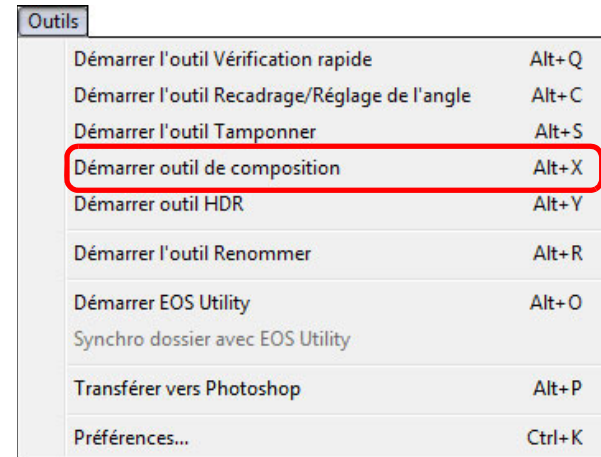 Outils
Démarrer l'outil Vérification rapide Alt+Q
Démarrer l'outil Recadrage/Réglage de l'angle Alt+C
Démarrer l'outil Tamponner Alt+S
Démarrer outil de composition Alt+X
Démarrer outil HDR Alt+Y
Démarrer l'outil Renommer Alt+R
Démarrer EOS Utility Alt+O
Synchro dossier avec EOS Utility
Transférer vers Photoshop Alt+P
Préférences... Ctrl+K